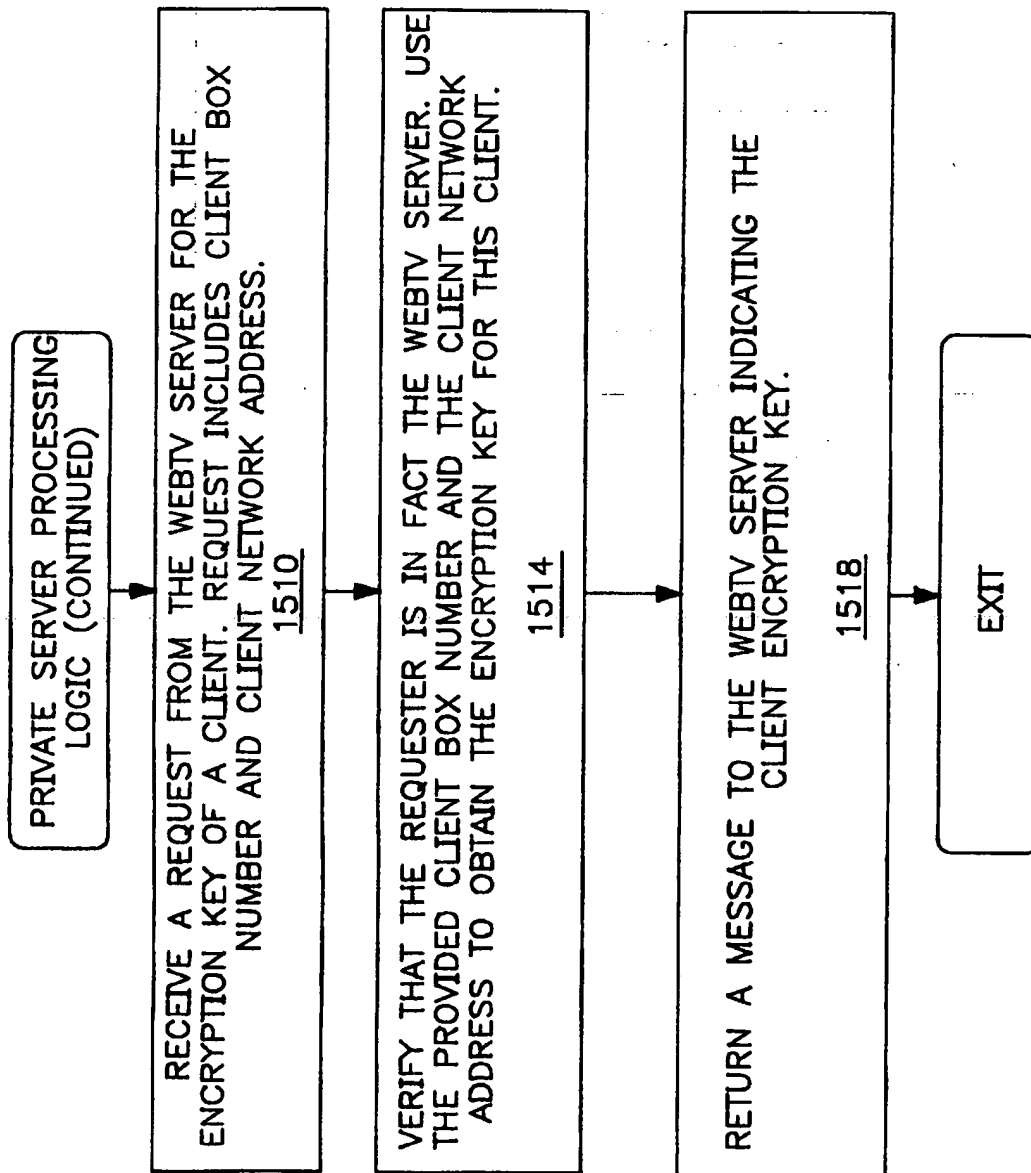 PRIVATE SERVER PROCESSING
LOGIC (CONTINUED)
RECEIVE A REQUEST FROM THE WEBTV SERVER FOR THE
ENCRYPTION KEY OF A CLIENT. REQUEST INCLUDES CLIENT BOX
NUMBER AND CLIENT NETWORK ADDRESS.
1510
VERIFY THAT THE REQUESTER IS IN FACT THE WEBTV SERVER. USE
THE PROVIDED CLIENT BOX NUMBER AND THE CLIENT NETWORK
ADDRESS TO OBTAIN THE ENCRYPTION KEY FOR THIS CLIENT.
1514
RETURN A MESSAGE TO THE WEBTV SERVER INDICATING THE
CLIENT ENCRYPTION KEY.
1518
EXIT